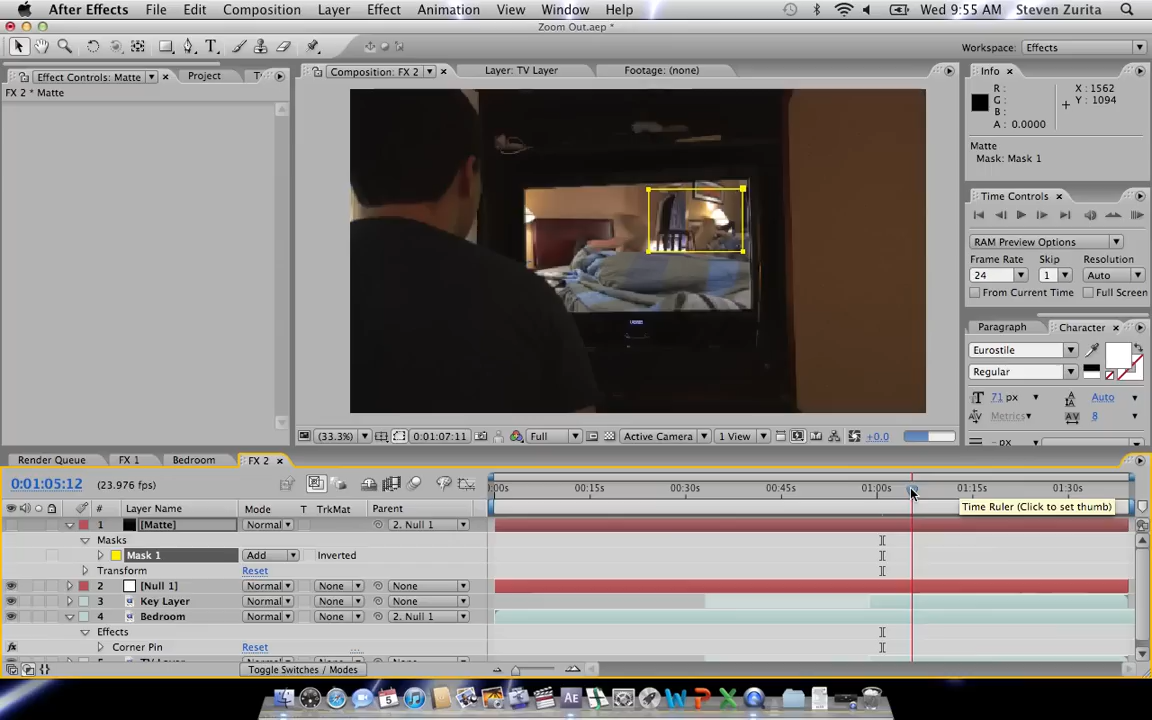 After Effects File Edit Composition Layer Effect Animation View Window Help Wed 9:55 AM Steven Zurita
Zoom Out.aep *
Workspace: Effects
Effect Controls: Matte Project
FX 2 * Matte
Composition: FX 2 Layer: TV Layer Footage: (none)
Info
R :
G :
B :
A : 0.0000
X : 1562
Y : 1094
Matte
Mask: Mask 1
Time Controls
RAM Preview Options
Frame Rate Skip Resolution
24 1 Auto
From Current Time Full Screen
Paragraph Character
Eurostile
Regular
71 px Auto
Metrics 8
px
(33.3%) 0:01:07:11 Full Active Camera 1 View +0.0
Render Queue FX 1 Bedroom FX 2
0:01:05:12 (23.976 fps)
:00s 00:15s 00:30s 00:45s 01:00s 01:15s 01:30s
Time Ruler (Click to set thumb)
# Layer Name Mode T TrkMat Parent
1 [Matte] Normal 2. Null 1
Masks
Mask 1 Add Inverted
Transform Reset
2 [Null 1] Normal None None
3 Key Layer Normal None None
4 Bedroom Normal None 2. Null 1
Effects
fx Corner Pin Reset
Toggle Switches / Modes